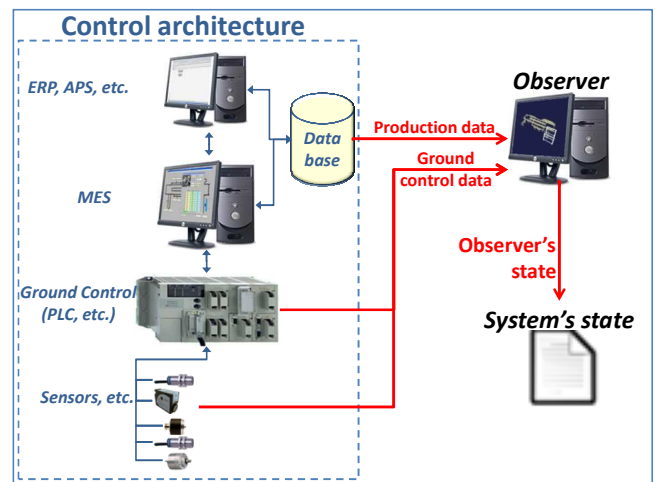 Control architecture
ERP, APS, etc.
Data
base
MES
Ground Control
(PLC, etc.)
Sensors, etc.
Observer
Production data
Ground
control data
Observer's
state
System's state